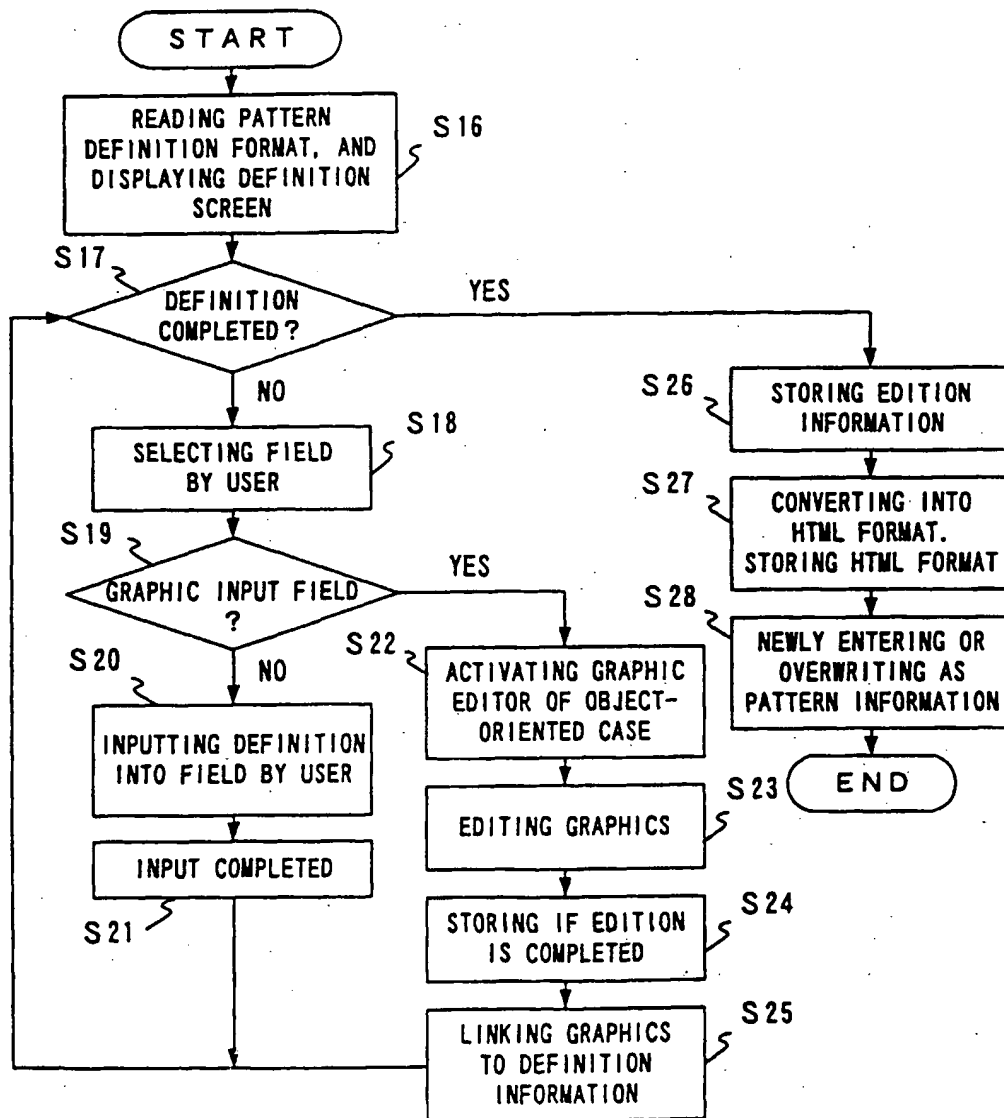 START
READING PATTERN
DEFINITION FORMAT, AND
DISPLAYING DEFINITION
SCREEN
S16
S17
DEFINITION
COMPLETED?
YES
NO
SELECTING FIELD
BY USER
S18
S19
GRAPHIC INPUT FIELD
?
YES
NO
S20
INPUTTING DEFINITION
INTO FIELD BY USER
INPUT COMPLETED
S21
S22
ACTIVATING GRAPHIC
EDITOR OF OBJECT-
ORIENTED CASE
S23
EDITING GRAPHICS
S24
STORING IF EDITION
IS COMPLETED
S25
LINKING GRAPHICS
TO DEFINITION
INFORMATION
S26
STORING EDITION
INFORMATION
S27
CONVERTING INTO
HTML FORMAT.
STORING HTML FORMAT
S28
NEWLY ENTERING OR
OVERWRITING AS
PATTERN INFORMATION
END